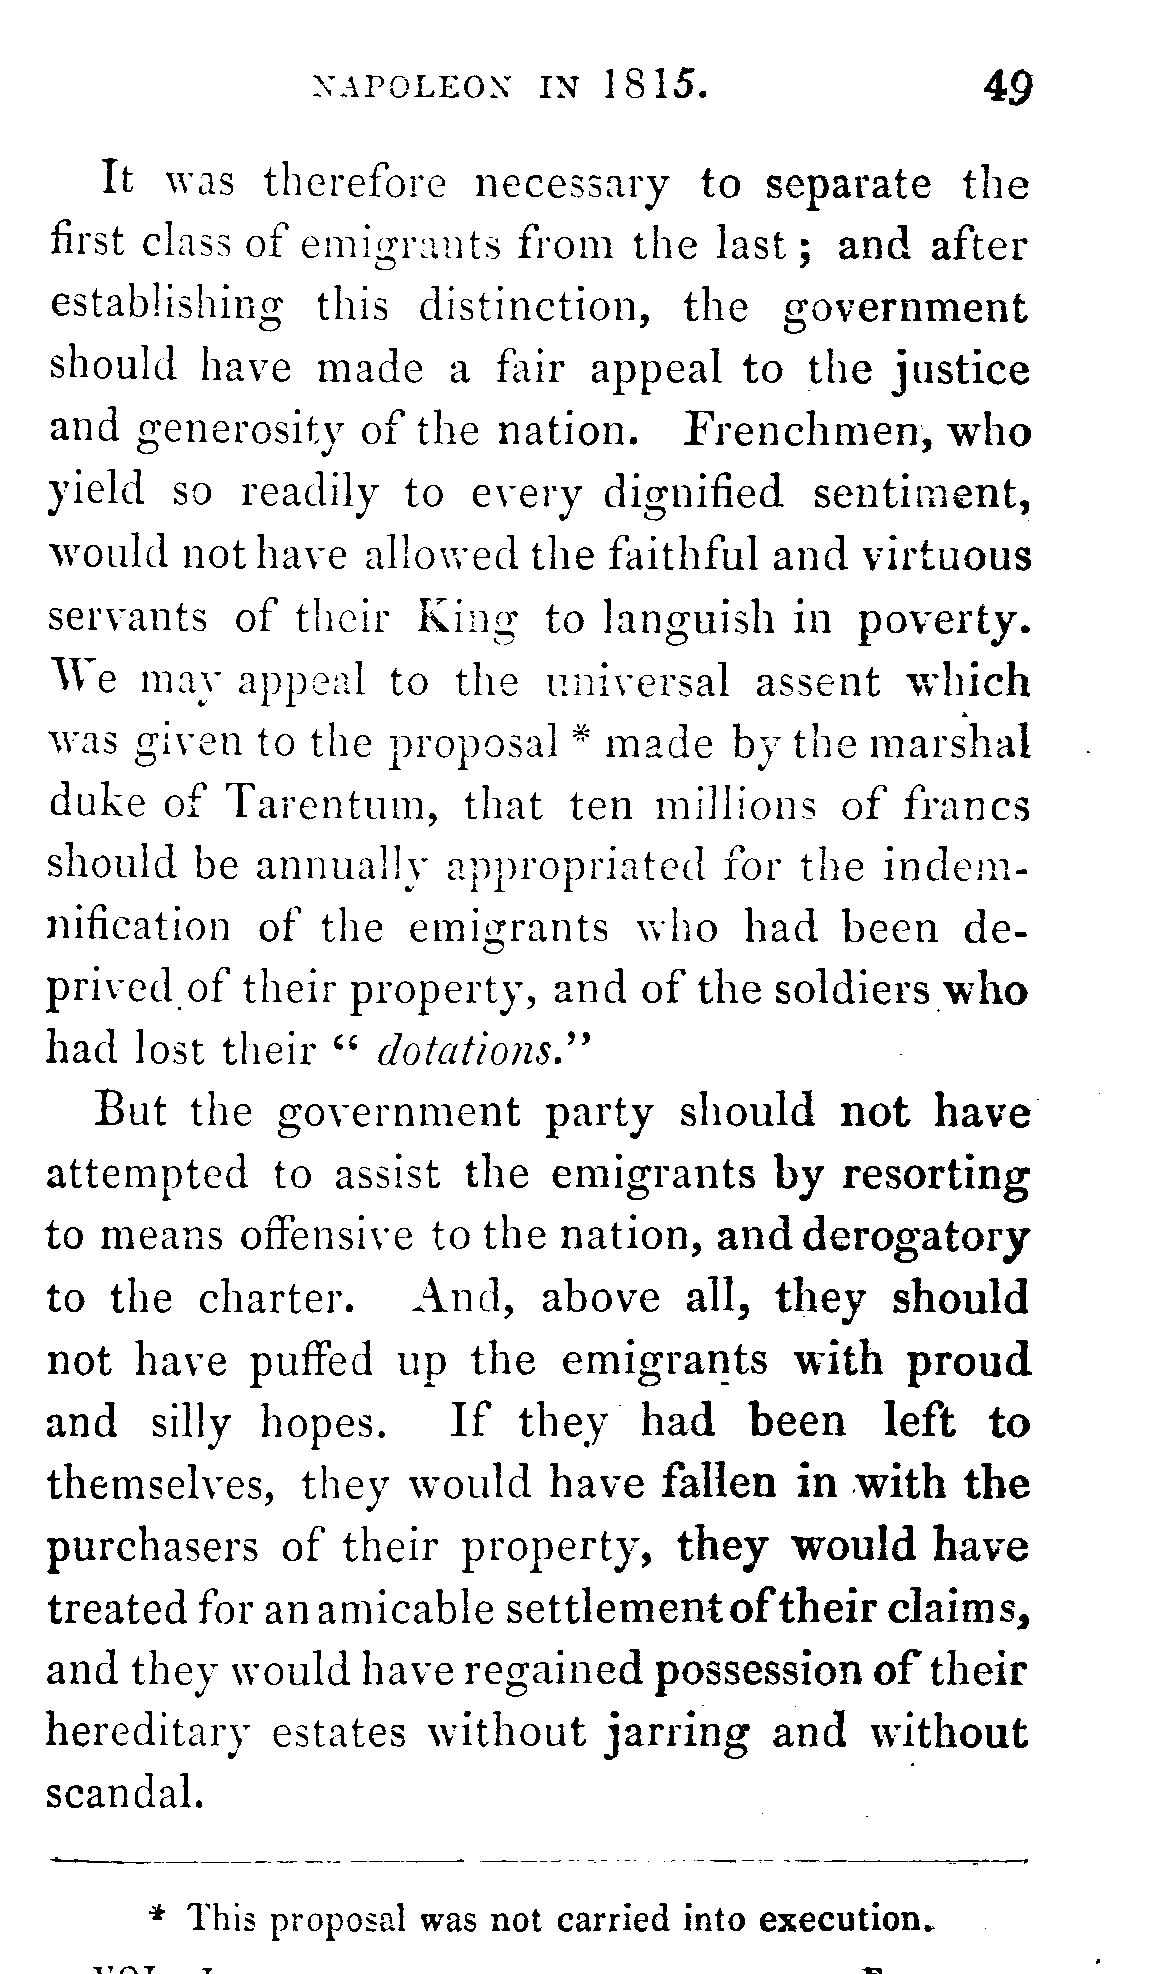 NAPOLEON IN 1815. 49
It was therefore necessary to separate the
first class of emigrants from the last; and after
establishing this distinction, the government
should have made a fair appeal to the justice
and generosity of the nation. Frenchmen, who
yield so readily to every dignified sentiment,
would not have allowed the faithful and virtuous
servants of their King to languish in poverty.
We may appeal to the universal assent which
was given to the proposal * made by the marshal
duke of Tarentum, that ten millions of francs
should be annually appropriated for the indem-
nification of the emigrants who had been de-
prived of their property, and of the soldiers who
had lost their “ dotations.”
But the government party should not have
attempted to assist the emigrants by resorting
to means offensive to the nation, and derogatory
to the charter. And, above all, they should
not have puffed up the emigrants with proud
and silly hopes. If they had been left to
themselves, they would have fallen in with the
purchasers of their property, they would have
treated for an amicable settlement of their claims,
and they would have regained possession of their
hereditary estates without jarring and without
scandal.
* This proposal was not carried into execution.